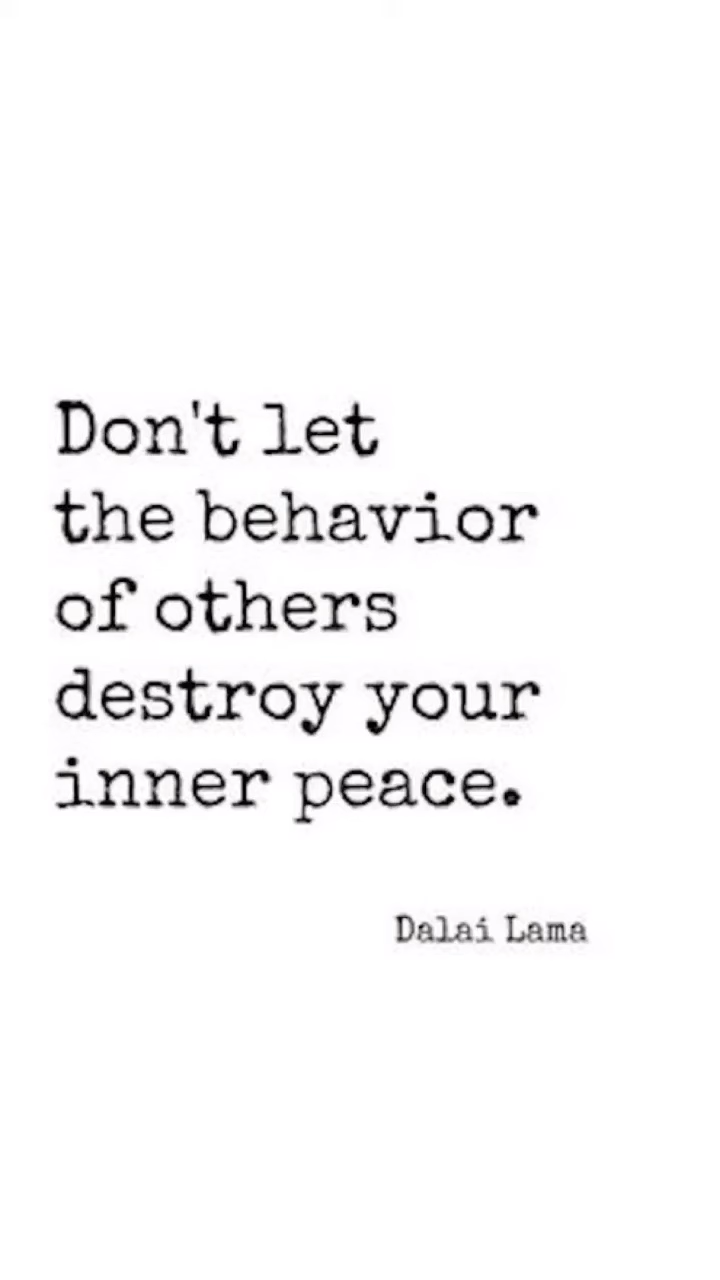 Don't let
the behavior
of others
destroy your
inner peace.
Dalai Lama